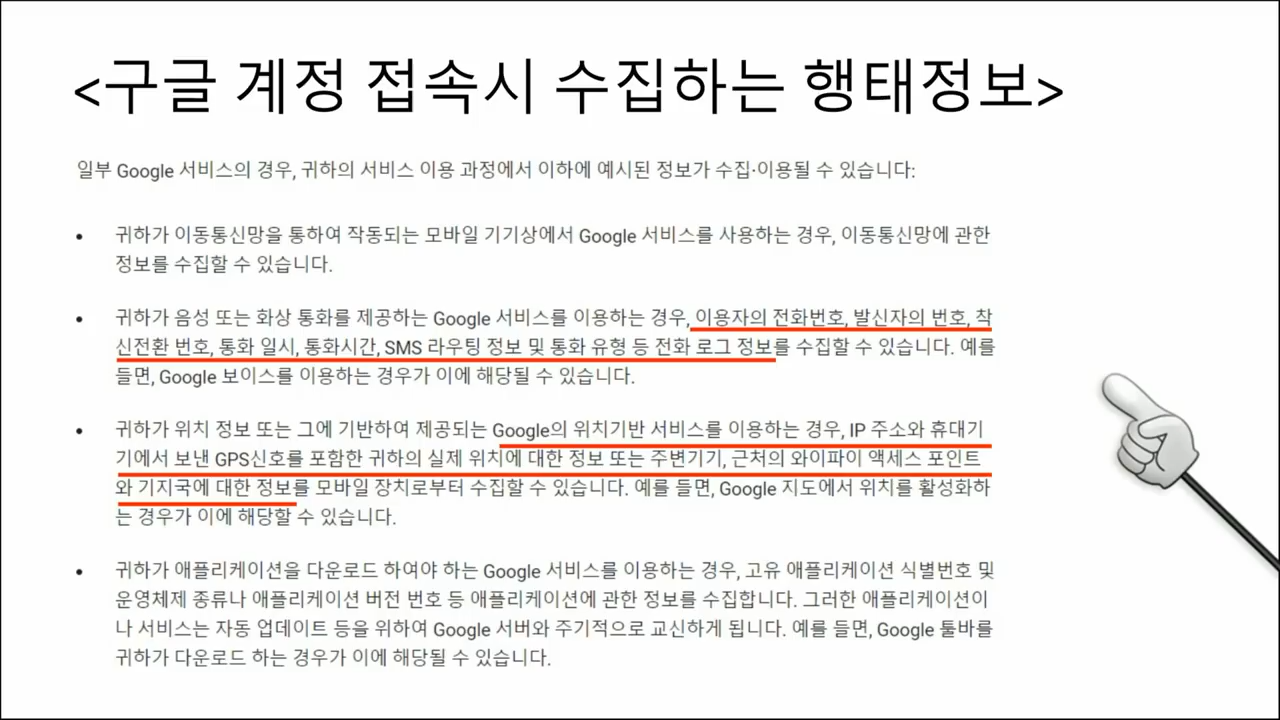 <구글 계정 접속시 수집하는 행태정보>
일부 Google 서비스의 경우, 귀하의 서비스 이용 과정에서 이하에 예시된 정보가 수집·이용될 수 있습니다:
• 귀하가 이동통신망을 통하여 작동되는 모바일 기기상에서 Google 서비스를 사용하는 경우, 이동통신망에 관한
정보를 수집할 수 있습니다.
• 귀하가 음성 또는 화상 통화를 제공하는 Google 서비스를 이용하는 경우, 이용자의 전화번호, 발신자의 번호, 착
신전환 번호, 통화 일시, 통화시간, SMS 라우팅 정보 및 통화 유형 등 전화 로그 정보를 수집할 수 있습니다. 예를
들면, Google 보이스를 이용하는 경우가 이에 해당될 수 있습니다.
• 귀하가 위치 정보 또는 그에 기반하여 제공되는 Google의 위치기반 서비스를 이용하는 경우, IP 주소와 휴대기
기에서 보낸 GPS신호를 포함한 귀하의 실제 위치에 대한 정보 또는 주변기기, 근처의 와이파이 액세스 포인트
와 기지국에 대한 정보를 모바일 장치로부터 수집할 수 있습니다. 예를 들면, Google 지도에서 위치를 활성화하
는 경우가 이에 해당할 수 있습니다.
• 귀하가 애플리케이션을 다운로드 하여야 하는 Google 서비스를 이용하는 경우, 고유 애플리케이션 식별번호 및
운영체제 종류나 애플리케이션 버전 번호 등 애플리케이션에 관한 정보를 수집합니다. 그러한 애플리케이션이
나 서비스는 자동 업데이트 등을 위하여 Google 서버와 주기적으로 교신하게 됩니다. 예를 들면, Google 툴바를
귀하가 다운로드 하는 경우가 이에 해당될 수 있습니다.